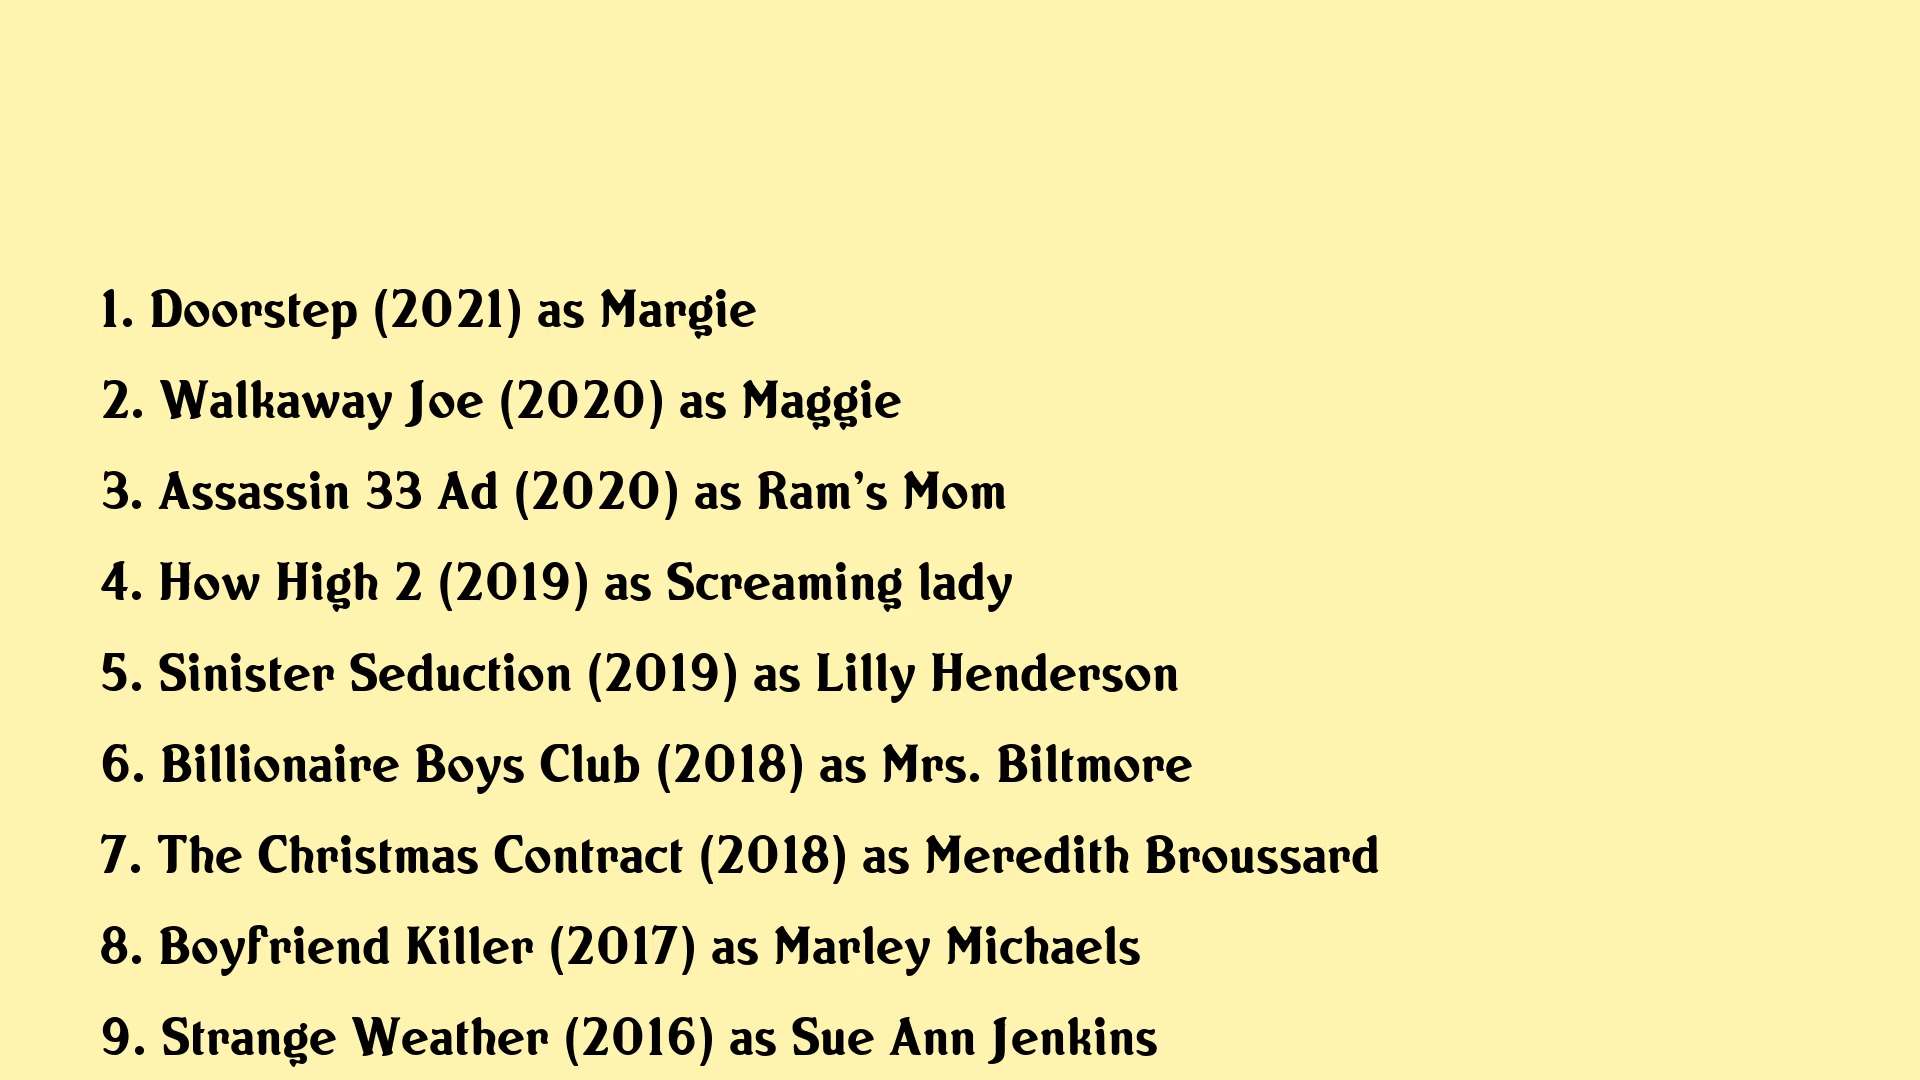 1. Doorstep (2021) as Margie
2. Walkaway Joe (2020) as Maggie
3. Assassin 33 Ad (2020) as Ram's Mom
4. How High 2 (2019) as Screaming lady
5. Sinister Seduction (2019) as Lilly Henderson
6. Billionaire Boys Club (2018) as Mrs. Biltmore
7. The Christmas Contract (2018) as Meredith Broussard
8. Boyfriend Killer (2017) as Marley Michaels
9. Strange Weather (2016) as Sue Ann Jenkins